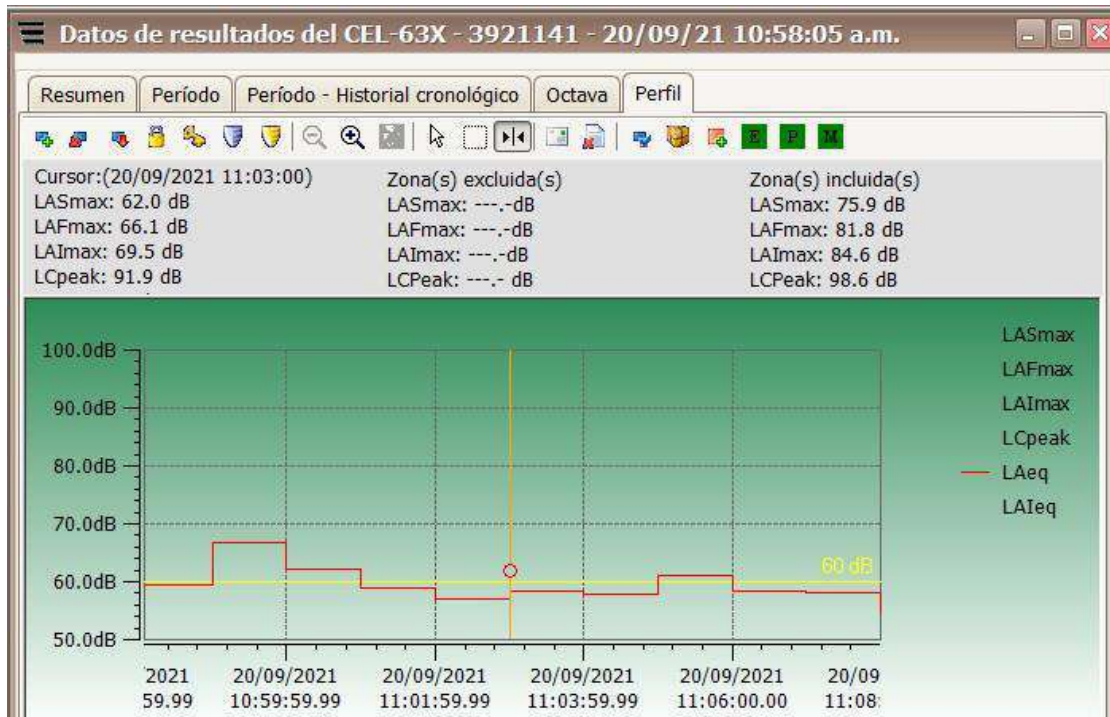 Datos de resultados del CEL-63X - 3921141 - 20/09/21 10:58:05 a.m.
Resumen Período Período - Historial cronológico Octava Perfil
E P M
Cursor:(20/09/2021 11:03:00) Zona(s) excluida(s) Zona(s) incluida(s)
LASmax: 62.0 dB LASmax: ---.-dB LASmax: 75.9 dB
LAFmax: 66.1 dB LAFmax: ---.-dB LAFmax: 81.8 dB
LAImax: 69.5 dB LAImax: ---.-dB LAImax: 84.6 dB
LCpeak: 91.9 dB LCPeak: ---.- dB LCPeak: 98.6 dB
LASmax
100.0dB
LAFmax
90.0dB LAImax
LCpeak
80.0dB LAeq
LAIeq
70.0dB
60 dB
60.0dB
50.0dB
2021 20/09/2021 20/09/2021 20/09/2021 20/09/2021 20/09
59.99 10:59:59.99 11:01:59.99 11:03:59.99 11:06:00.00 11:08: